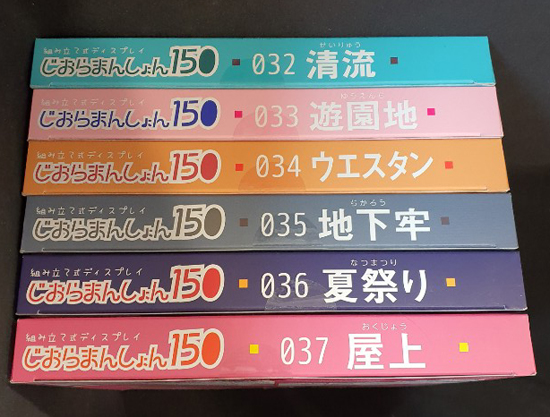 組み立て式ディスプレイ
せいりゅう
じおらまんしょん150 032 清流
組み立て式ディスプレイ
ゆうえんち
じおらまんしょん150 033 遊園地
組み立て式ディスプレイ
じおらまんしょん150 034 ウエスタン
組み立て式ディスプレイ
ちかろう
じおらまんしょん150 035 地下牢
組み立て式ディスプレイ
なつまつり
じおらまんしょん150 036 夏祭り
組み立て式ディスプレイ
おくじょう
じおらまんしょん150 037 屋上